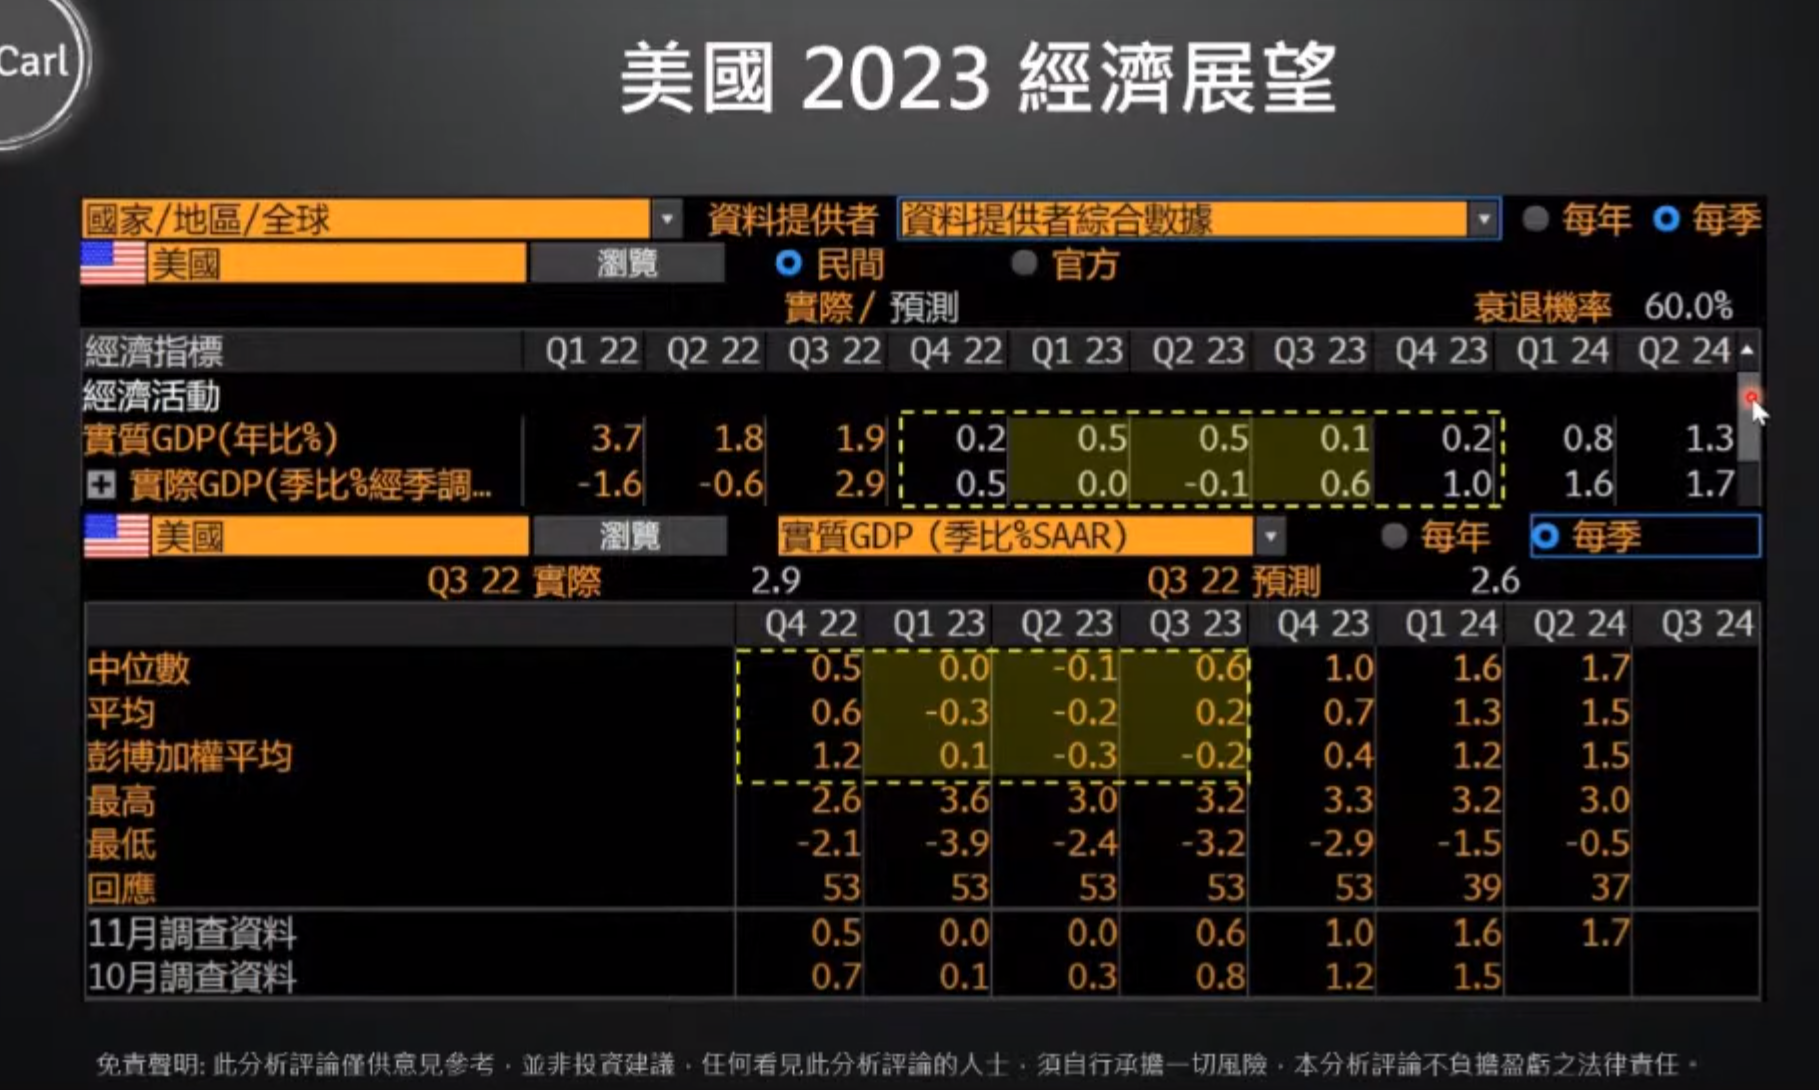 Carl
美國 2023 經濟展望
國家/地區/全球 資料提供者 資料提供者綜合數據 每年 每季
美國 瀏覽 民間 官方
實際 / 預測 衰退機率 60.0%
經濟指標 Q1 22 Q2 22 Q3 22 Q4 22 Q1 23 Q2 23 Q3 23 Q4 23 Q1 24 Q2 24
經濟活動
實質GDP(年比%) 3.7 1.8 1.9 0.2 0.5 0.5 0.1 0.2 0.8 1.3
實際GDP(季比%經季調... -1.6 -0.6 2.9 0.5 0.0 -0.1 0.6 1.0 1.6 1.7
美國 瀏覽 實質GDP (季比%SAAR) 每年 每季
Q3 22 實際 2.9 Q3 22 預測 2.6
Q4 22 Q1 23 Q2 23 Q3 23 Q4 23 Q1 24 Q2 24 Q3 24
中位數 0.5 0.0 -0.1 0.6 1.0 1.6 1.7
平均 0.6 -0.3 -0.2 0.2 0.7 1.3 1.5
彭博加權平均 1.2 0.1 -0.3 -0.2 0.4 1.2 1.5
最高 2.6 3.6 3.0 3.2 3.3 3.2 3.0
最低 -2.1 -3.9 -2.4 -3.2 -2.9 -1.5 -0.5
回應 53 53 53 53 53 39 37
11月調查資料 0.5 0.0 0.0 0.6 1.0 1.6 1.7
10月調查資料 0.7 0.1 0.3 0.8 1.2 1.5
免責聲明: 此分析評論僅供意見參考，並非投資建議，任何看見此分析評論的人士，須自行承擔一切風險，本分析評論不負擔盈虧之法律責任。